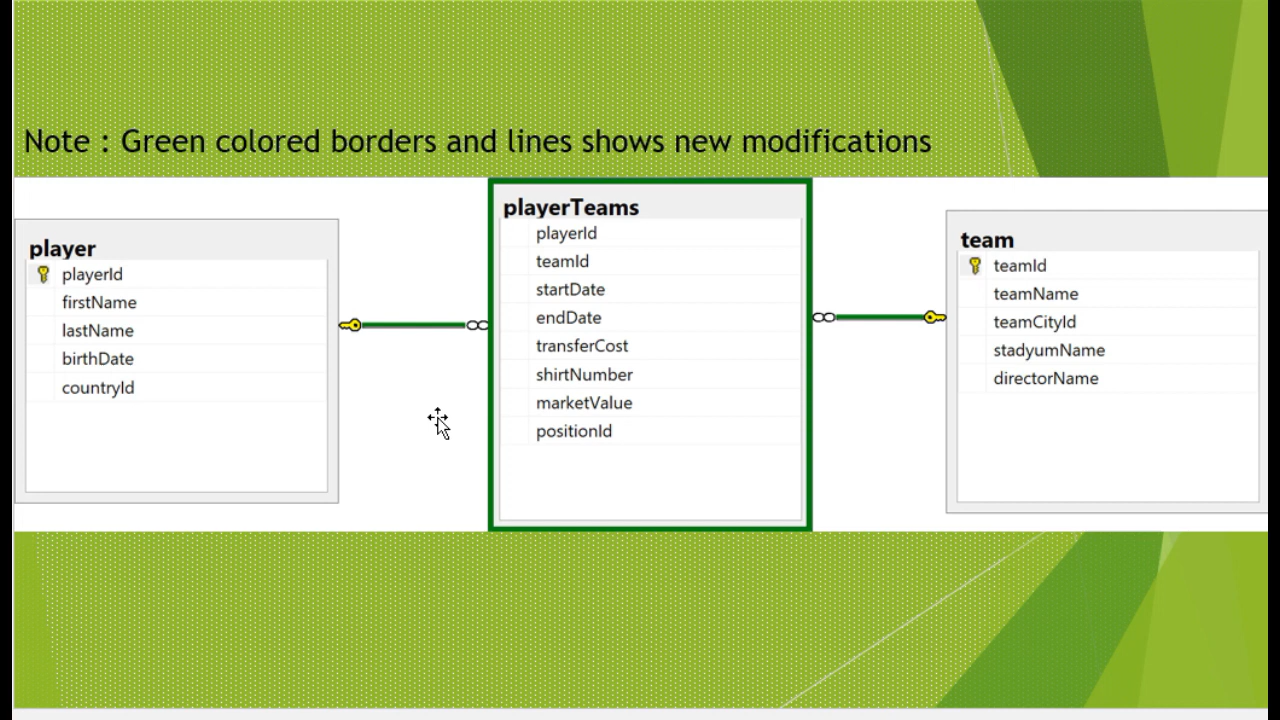 Note : Green colored borders and lines shows new modifications
player
playerId
firstName
lastName
birthDate
countryId
playerTeams
playerId
teamId
startDate
endDate
transferCost
shirtNumber
marketValue
positionId
team
teamId
teamName
teamCityId
stadyumName
directorName